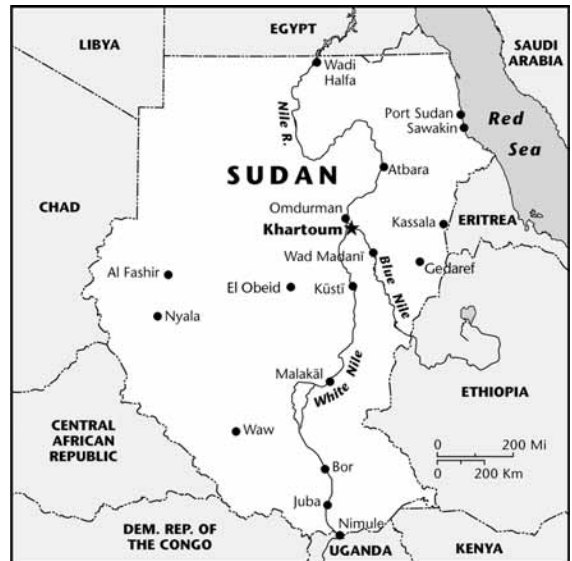 EGYPT
LIBYA
SAUDI
ARABIA
Wadi
Halfa
Nile R.
Port Sudan
Sawakin
Red
Sea
SUDAN
Atbara
CHAD
Omdurman
Khartoum
Kassala
ERITREA
Wad Madanī
Gedaref
Al Fashir
El Obeid
Kūstī
Blue Nile
Nyala
Malakāl
White Nile
ETHIOPIA
CENTRAL
AFRICAN
REPUBLIC
Waw
0 200 Mi
0 200 Km
Bor
Juba
Nimule
DEM. REP. OF
THE CONGO
UGANDA
KENYA